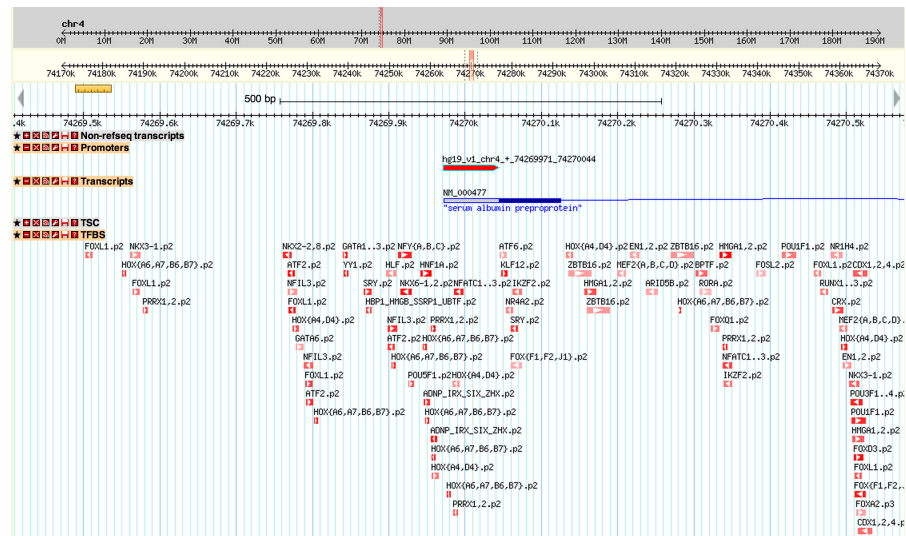 chr4
0M 10M 20M 30M 40M 50M 60M 70M 80M 90M 100M 110M 120M 130M 140M 150M 160M 170M 180M 190M
74170k 74180k 74190k 74200k 74210k 74220k 74230k 74240k 74250k 74260k 74270k 74280k 74290k 74300k 74310k 74320k 74330k 74340k 74350k 74360k 74370k
500 bp
.4k 74269.5k 74269.6k 74269.7k 74269.8k 74269.9k 74270k 74270.1k 74270.2k 74270.3k 74270.4k 74270.5k
Non-refseq transcripts
Promoters
hg19_v1_chr4_+_74269971_74270044
Transcripts
NM_000477
"serum albumin preproprotein"
TSC
TFBS
FOXL1.p2 NKX3-1.p2 NKX2-2,8.p2 GATA1..3.p2 NFY{A,B,C}.p2 ATF6.p2 HOX{A4,D4}.p2 EN1,2.p2 ZBTB16.p2 HMGA1,2.p2 POU1F1.p2 NR1H4.p2
HOX{A6,A7,B6,B7}.p2 ATF2.p2 YY1.p2 HLF.p2 HNF1A.p2 KLF12.p2 ZBTB16.p2 MEF2{A,B,C,D}.p2 BPTF.p2 FOSL2.p2 FOXL1.p2 CDX1,2,4.p
FOXL1.p2 NFIL3.p2 SRY.p2 NKX6-1,2.p2 NFATC1..3.p2 IKZF2.p2 HMGA1,2.p2 ARID5B.p2 RORA.p2 RUNX1..3.p2
PRRX1,2.p2 FOXL1.p2 HBP1_HMGB_SSRP1_UBTF.p2 NR4A2.p2 ZBTB16.p2 HOX{A6,A7,B6,B7}.p2 CRX.p2
HOX{A4,D4}.p2 NFIL3.p2 PRRX1,2.p2 SRY.p2 FOXQ1.p2 MEF2{A,B,C,D}.
GATA6.p2 ATF2.p2 HOX{A6,A7,B6,B7}.p2 PRRX1,2.p2 HOX{A4,D4}.p2
NFIL3.p2 HOX{A6,A7,B6,B7}.p2 FOX{F1,F2,J1}.p2 NFATC1..3.p2 EN1,2.p2
FOXL1.p2 POU5F1.p2 HOX{A4,D4}.p2 IKZF2.p2 NKX3-1.p2
ATF2.p2 ADNP_IRX_SIX_ZHX.p2 POU3F1..4.p
HOX{A6,A7,B6,B7}.p2 HOX{A6,A7,B6,B7}.p2 POU1F1.p2
ADNP_IRX_SIX_ZHX.p2 HMGA1,2.p2
HOX{A6,A7,B6,B7}.p2 FOXD3.p2
HOX{A4,D4}.p2 FOXL1.p2
HOX{A6,A7,B6,B7}.p2 FOX{F1,F2,.
PRRX1,2.p2 FOXA2.p3
CDX1,2,4.p